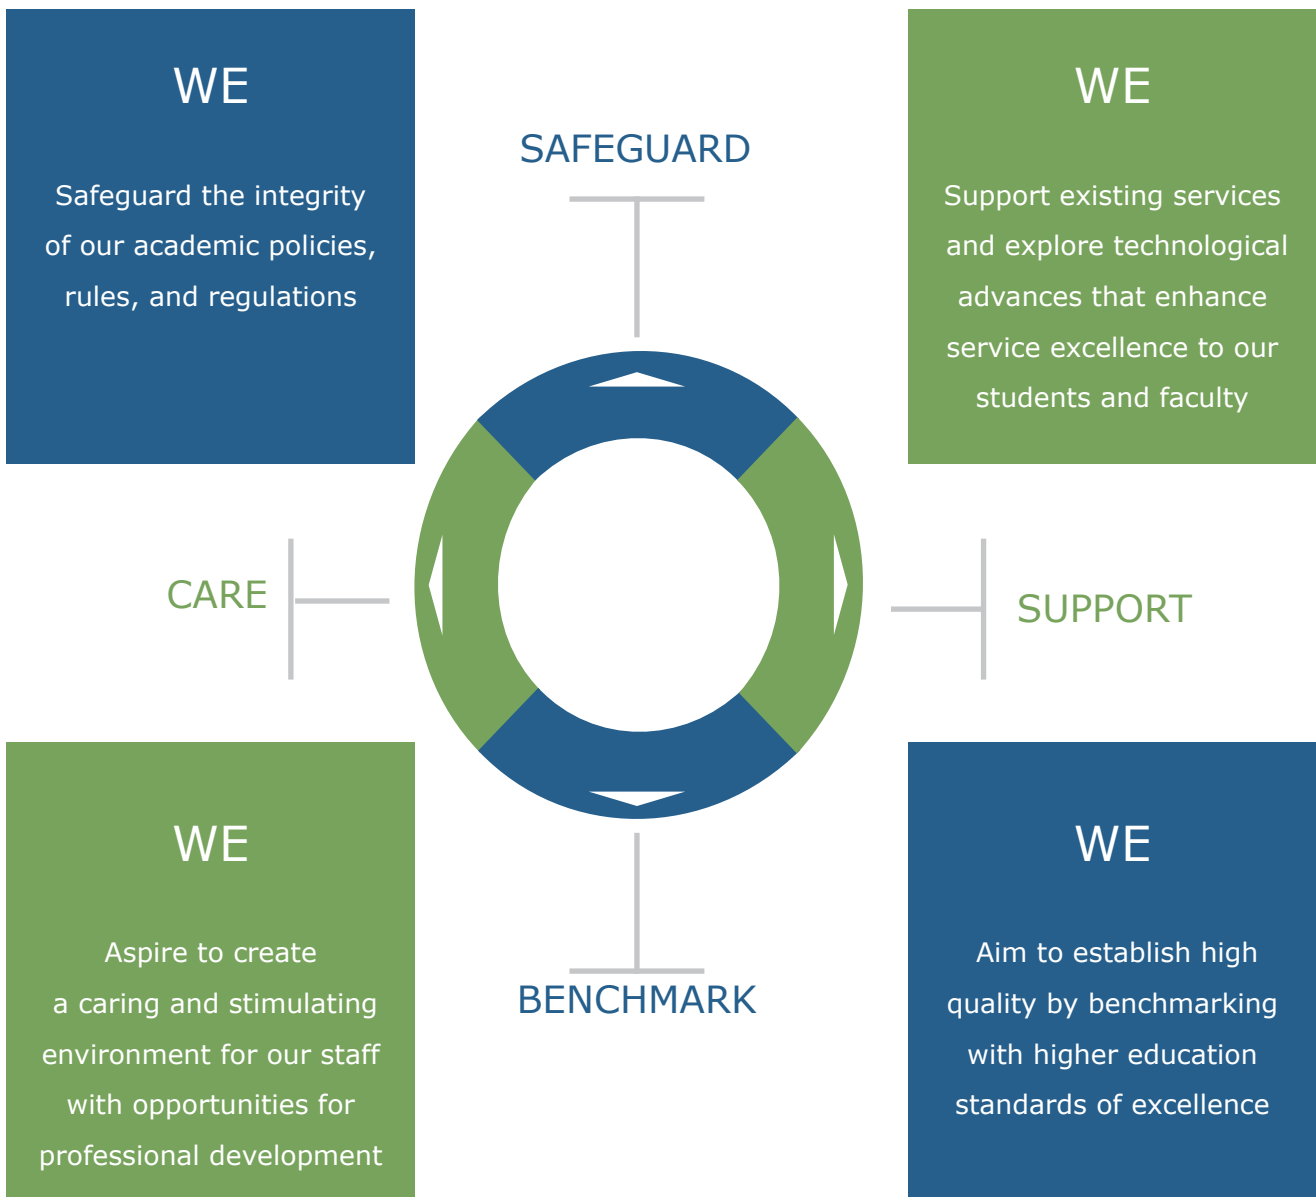 WE
Safeguard the integrity
of our academic policies,
rules, and regulations
SAFEGUARD
WE
Support existing services
and explore technological
advances that enhance
service excellence to our
students and faculty
CARE
SUPPORT
WE
Aspire to create
a caring and stimulating
environment for our staff
with opportunities for
professional development
BENCHMARK
WE
Aim to establish high
quality by benchmarking
with higher education
standards of excellence